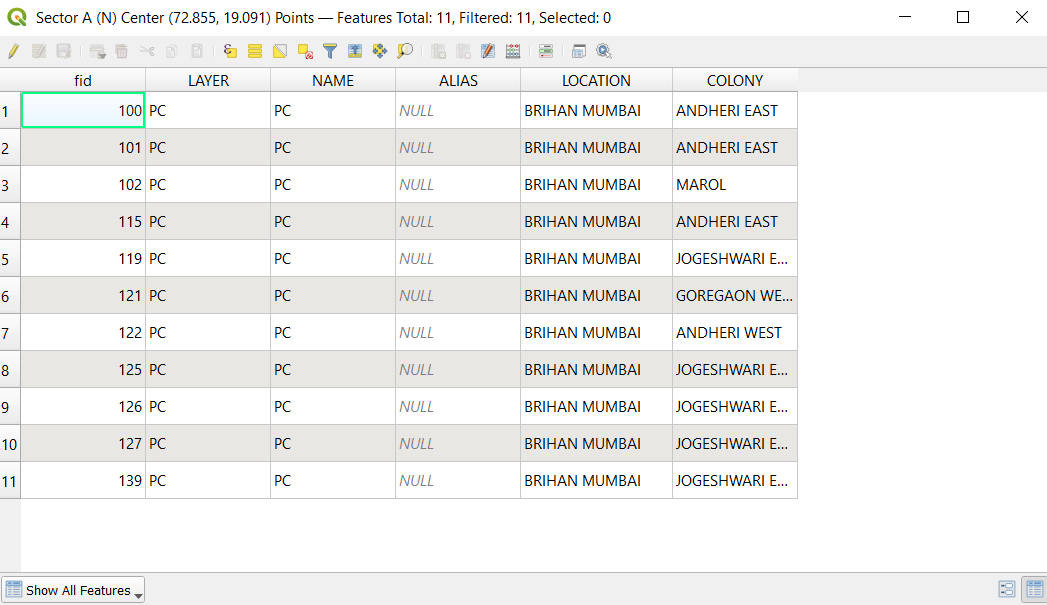 Sector A (N) Center (72.855, 19.091) Points — Features Total: 11, Filtered: 11, Selected: 0
fid LAYER NAME ALIAS LOCATION COLONY
1 100 PC PC NULL BRIHAN MUMBAI ANDHERI EAST
2 101 PC PC NULL BRIHAN MUMBAI ANDHERI EAST
3 102 PC PC NULL BRIHAN MUMBAI MAROL
4 115 PC PC NULL BRIHAN MUMBAI ANDHERI EAST
5 119 PC PC NULL BRIHAN MUMBAI JOGESHWARI E...
6 121 PC PC NULL BRIHAN MUMBAI GOREGAON WE...
7 122 PC PC NULL BRIHAN MUMBAI ANDHERI WEST
8 125 PC PC NULL BRIHAN MUMBAI JOGESHWARI E...
9 126 PC PC NULL BRIHAN MUMBAI JOGESHWARI E...
10 127 PC PC NULL BRIHAN MUMBAI JOGESHWARI E...
11 139 PC PC NULL BRIHAN MUMBAI JOGESHWARI E...
Show All Features